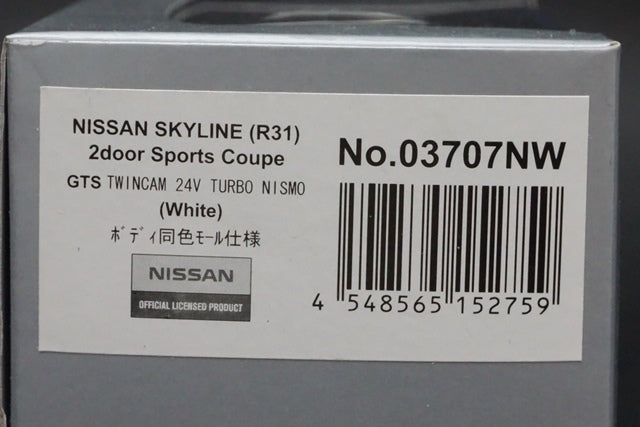 NISSAN SKYLINE (R31)
2door Sports Coupe
GTS TWINCAM 24V TURBO NISMO
(White)
ﾎﾞﾃﾞｨ同色ﾓｰﾙ仕様
NISSAN
OFFICIAL LICENSED PRODUCT
No.03707NW
4 548565 152759